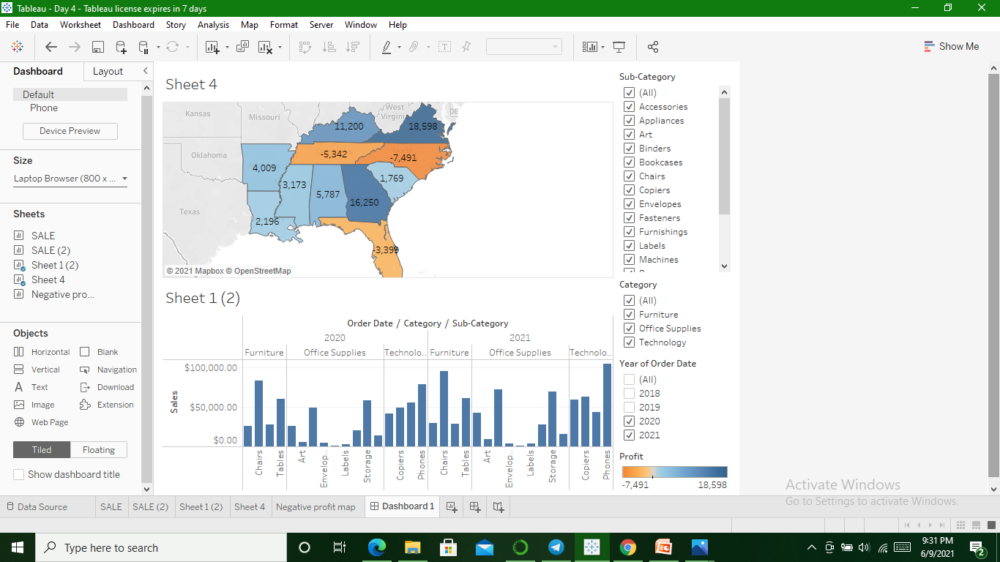 Tableau - Day 4 - Tableau license expires in 7 days
File Data Worksheet Dashboard Story Analysis Map Format Server Window Help
Show Me
Dashboard Layout
Default
Phone
Device Preview
Size
Laptop Browser (800 x ...
Sheets
SALE
SALE (2)
Sheet 1 (2)
Sheet 4
Negative pro...
Objects
Horizontal Blank
Vertical Navigation
Text Download
Image Extension
Web Page
Tiled Floating
Show dashboard title
Sheet 4
Kansas Missouri West Virginia DE
11,200 18,598
Oklahoma -5,342 North -7,491
4,009 3,173 5,787 16,250 1,769
Texas 2,196
-3,399
© 2021 Mapbox © OpenStreetMap
Sheet 1 (2)
Order Date / Category / Sub-Category
2020 2021
Furniture Office Supplies Technolo.. Furniture Office Supplies Technolo..
Sales
$100,000.00
$50,000.00
$0.00
Chairs Tables Art Envelop.. Labels Storage Copiers Phones Chairs Tables Art Envelop.. Labels Storage Copiers Phones
Sub-Category
(All)
Accessories
Appliances
Art
Binders
Bookcases
Chairs
Copiers
Envelopes
Fasteners
Furnishings
Labels
Machines
Category
(All)
Furniture
Office Supplies
Technology
Year of Order Date
(All)
2018
2019
2020
2021
Profit
-7,491 18,598
Activate Windows
Go to Settings to activate Windows.
Data Source SALE SALE (2) Sheet 1 (2) Sheet 4 Negative profit map Dashboard 1
Type here to search
9:31 PM
6/9/2021
2